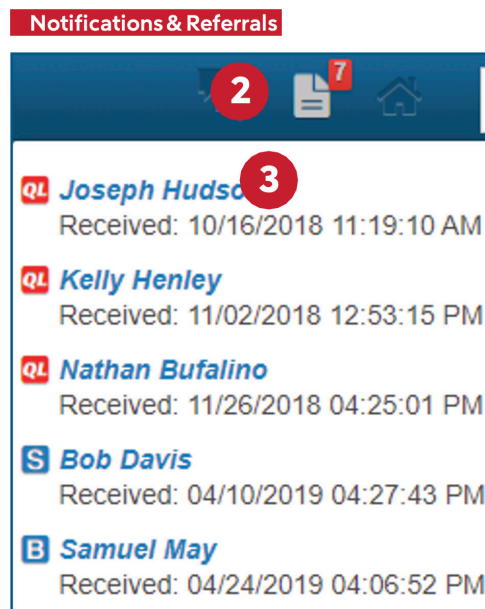 Notifications & Referrals
2
7
3
QL Joseph Hudso
Received: 10/16/2018 11:19:10 AM
QL Kelly Henley
Received: 11/02/2018 12:53:15 PM
QL Nathan Bufalino
Received: 11/26/2018 04:25:01 PM
S Bob Davis
Received: 04/10/2019 04:27:43 PM
B Samuel May
Received: 04/24/2019 04:06:52 PM